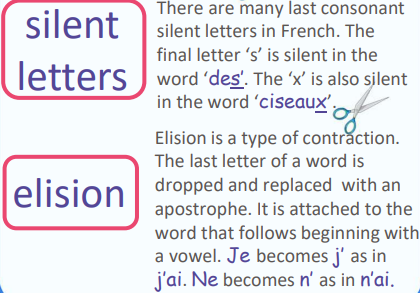 silent
letters
There are many last consonant
silent letters in French. The
final letter ‘s’ is silent in the
word ‘des’. The ‘x’ is also silent
in the word ‘ciseaux’.
elision
Elision is a type of contraction.
The last letter of a word is
dropped and replaced with an
apostrophe. It is attached to the
word that follows beginning with
a vowel. Je becomes j’ as in
j’ai. Ne becomes n’ as in n’ai.